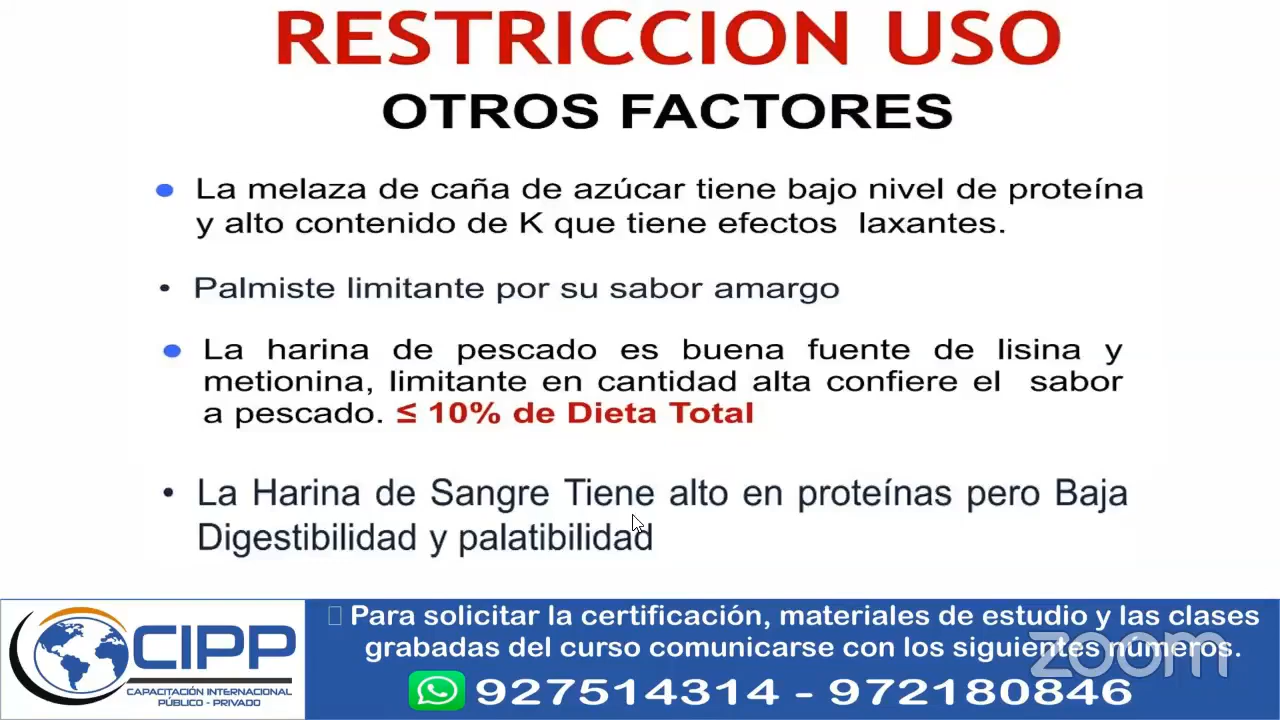 RESTRICCION USO
OTROS FACTORES
● La melaza de caña de azúcar tiene bajo nivel de proteína
y alto contenido de K que tiene efectos laxantes.
• Palmiste limitante por su sabor amargo
● La harina de pescado es buena fuente de lisina y
metionina, limitante en cantidad alta confiere el sabor
a pescado. ≤ 10% de Dieta Total
• La Harina de Sangre Tiene alto en proteínas pero Baja
Digestibilidad y palatibilidad
CIPP
CAPACITACIÓN INTERNACIONAL
PÚBLICO - PRIVADO
Para solicitar la certificación, materiales de estudio y las clases
grabadas del curso comunicarse con los siguientes números.
927514314 - 972180846
zoom